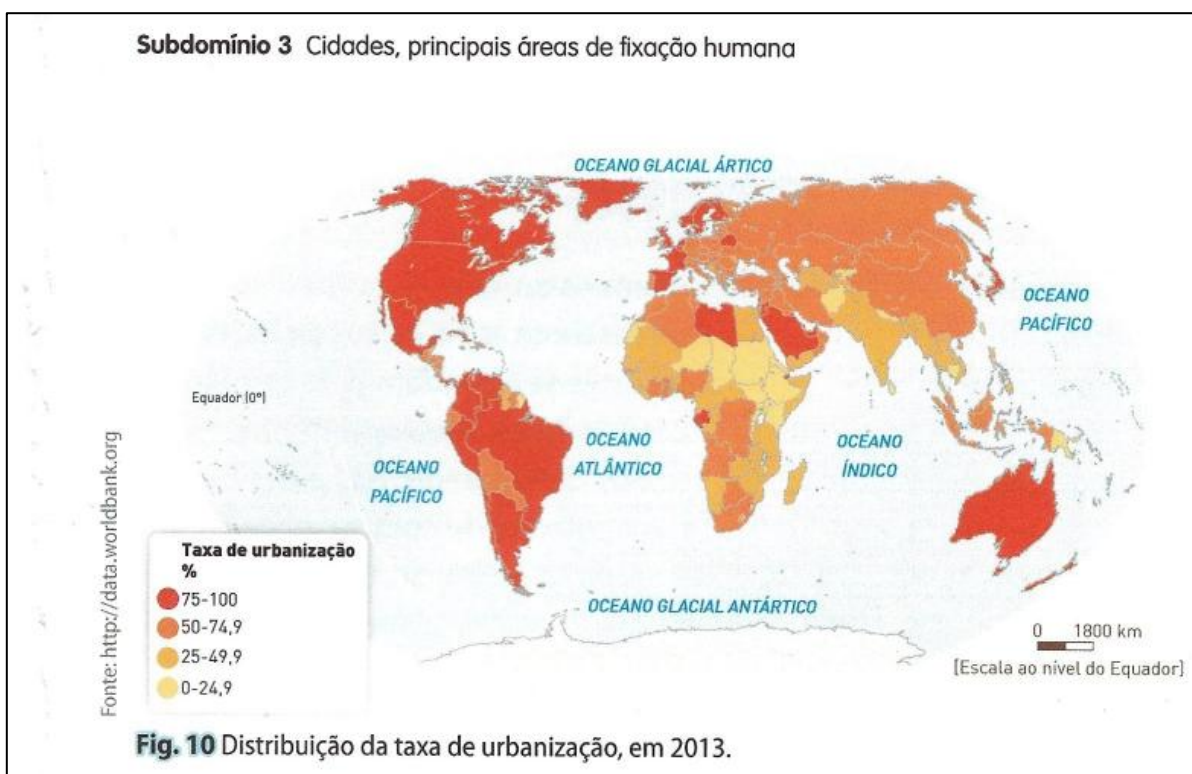 Subdomínio 3 Cidades, principais áreas de fixação humana
OCEANO GLACIAL ÁRTICO
OCEANO
PACÍFICO
Equador (0°)
OCEANO
ATLÂNTICO
OCEANO
ÍNDICO
OCEANO
PACÍFICO
Fonte: http://data.worldbank.org
Taxa de urbanização
%
75-100
50-74,9
25-49,9
0-24,9
OCEANO GLACIAL ANTÁRTICO
0 1800 km
[Escala ao nível do Equador]
Fig. 10 Distribuição da taxa de urbanização, em 2013.